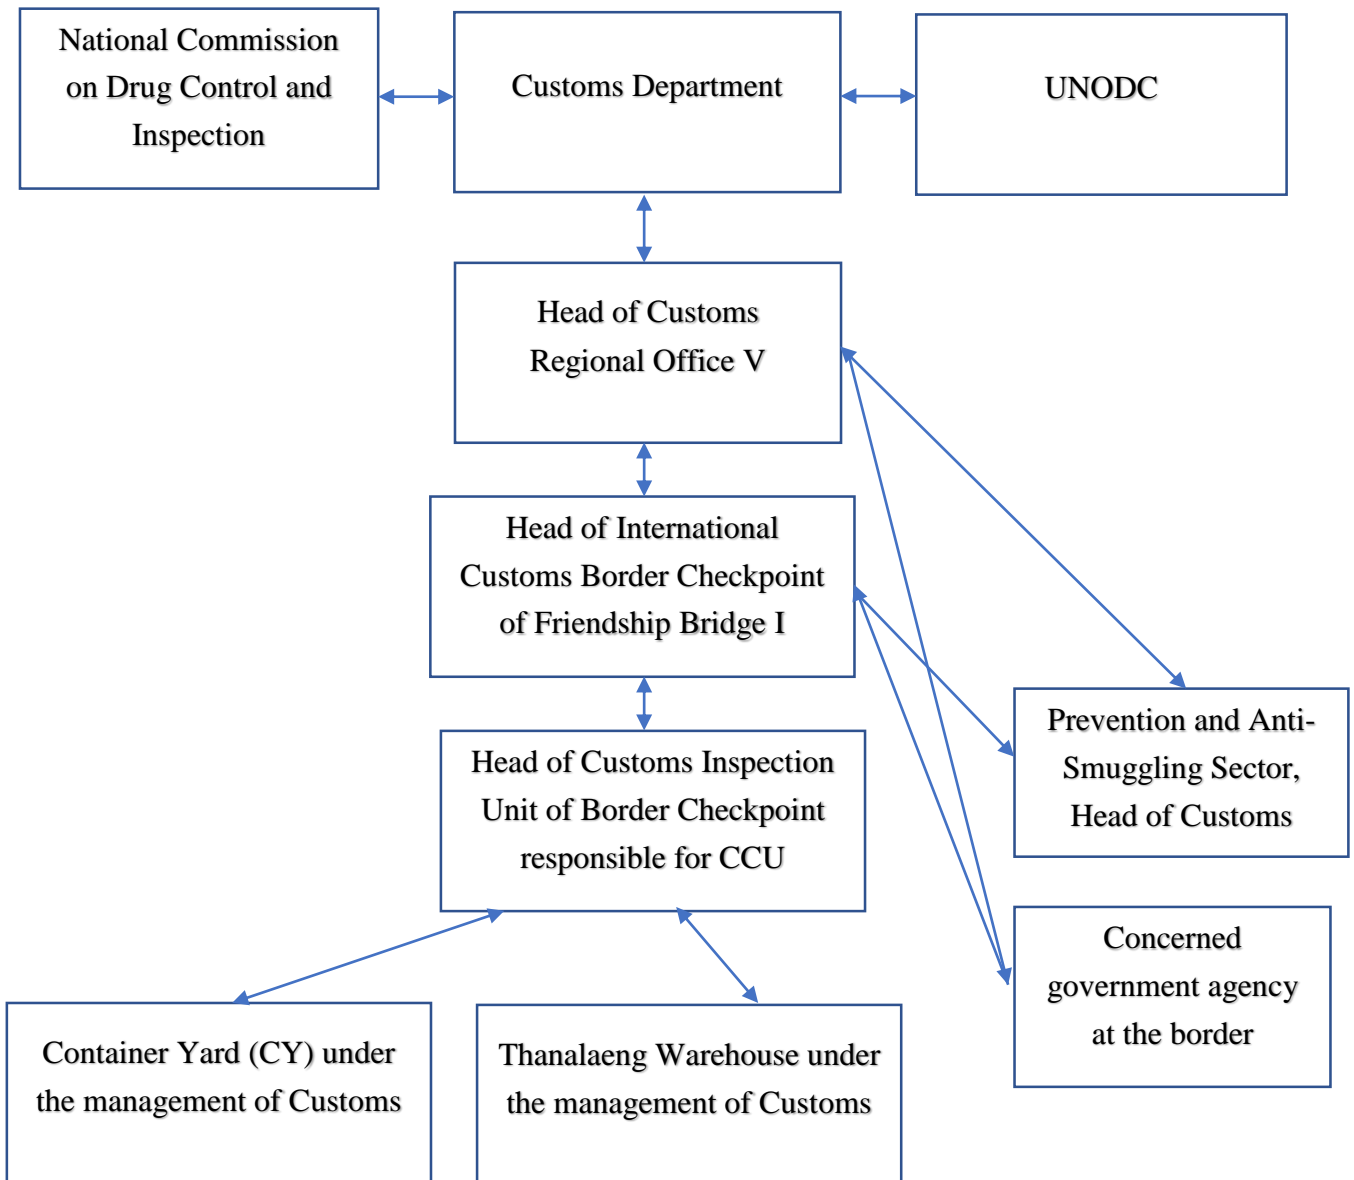 National Commission
on Drug Control and
Inspection
Customs Department
UNODC
Head of Customs
Regional Office V
Head of International
Customs Border Checkpoint
of Friendship Bridge I
Head of Customs Inspection
Unit of Border Checkpoint
responsible for CCU
Prevention and Anti-
Smuggling Sector,
Head of Customs
Concerned
government agency
at the border
Container Yard (CY) under
the management of Customs
Thanalaeng Warehouse under
the management of Customs